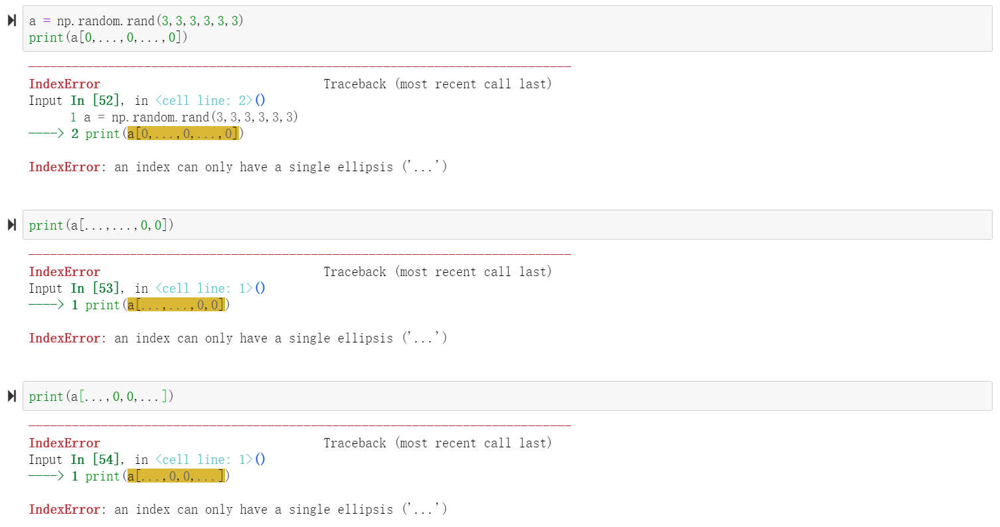 a = np.random.rand(3,3,3,3,3,3)
print(a[0,...,0,...,0])
---------------------------------------------------------------------------
IndexError                                Traceback (most recent call last)
Input In [52], in <cell line: 2>()
      1 a = np.random.rand(3,3,3,3,3,3)
----> 2 print(a[0,...,0,...,0])
IndexError: an index can only have a single ellipsis ('...')
print(a[...,...,0,0])
---------------------------------------------------------------------------
IndexError                                Traceback (most recent call last)
Input In [53], in <cell line: 1>()
----> 1 print(a[...,...,0,0])
IndexError: an index can only have a single ellipsis ('...')
print(a[...,0,0,...])
---------------------------------------------------------------------------
IndexError                                Traceback (most recent call last)
Input In [54], in <cell line: 1>()
----> 1 print(a[...,0,0,...])
IndexError: an index can only have a single ellipsis ('...')